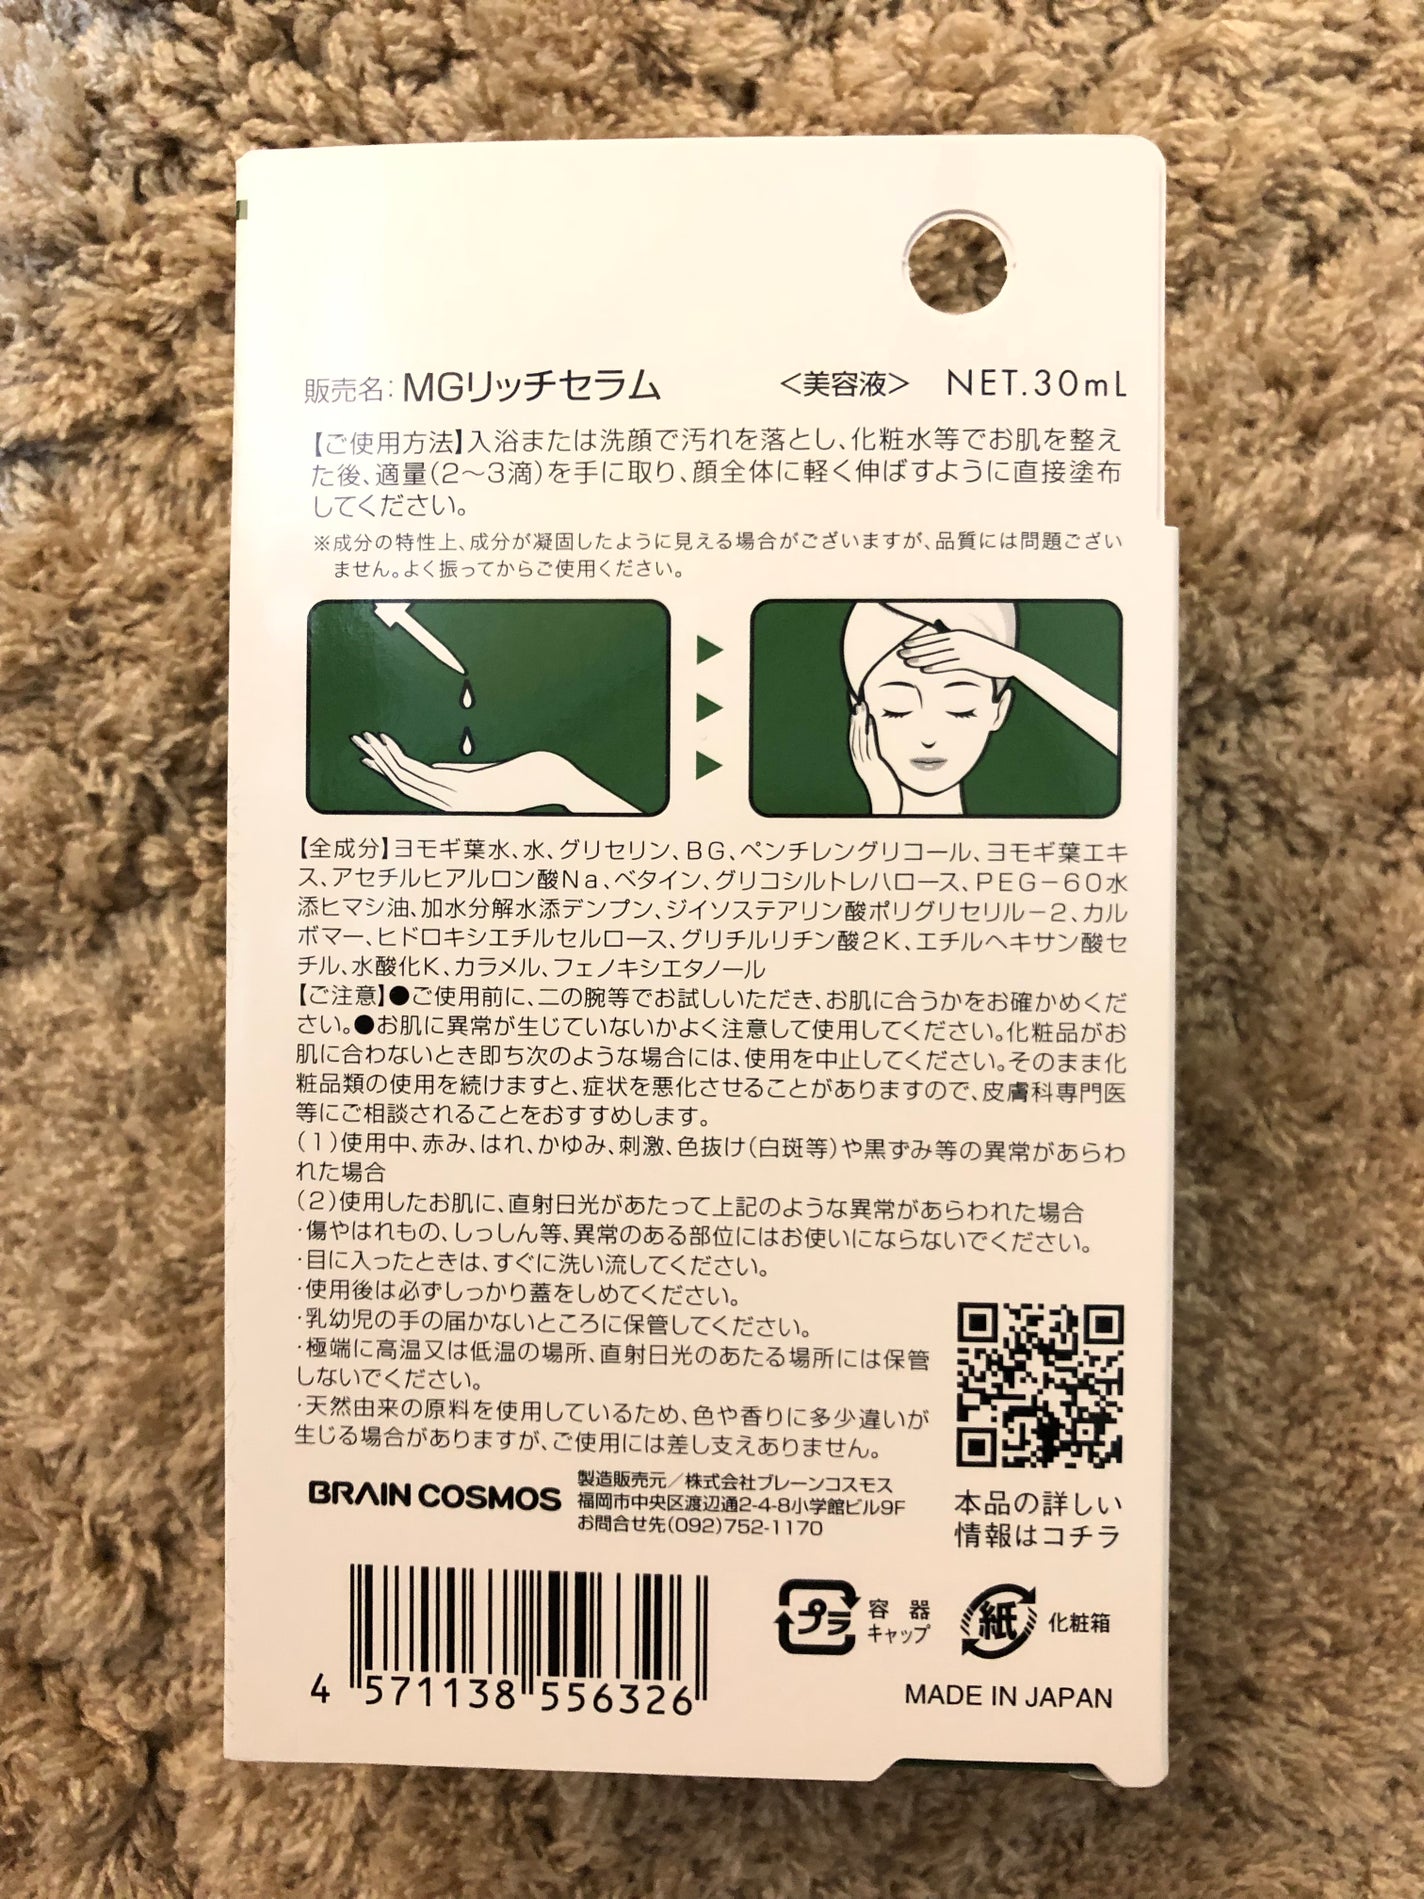 販売名：MGリッチセラム　＜美容液＞　NET.30mL
【ご使用方法】入浴または洗顔で汚れを落とし、化粧水等でお肌を整え
た後、適量（2～3滴）を手に取り、顔全体に軽く伸ばすように直接塗布
してください。
※成分の特性上、成分が凝固したように見える場合がございますが、品質には問題ござい
ません。よく振ってからご使用ください。
【全成分】ヨモギ葉水、水、グリセリン、BG、ペンチレングリコール、ヨモギ葉エキ
ス、アセチルヒアルロン酸Na、ベタイン、グリコシルトレハロース、PEG－60水
添ヒマシ油、加水分解水添デンプン、ジイソステアリン酸ポリグリセリル－2、カル
ボマー、ヒドロキシエチルセルロース、グリチルリチン酸2K、エチルヘキサン酸セ
チル、水酸化K、カラメル、フェノキシエタノール
【ご注意】●ご使用前に、二の腕等でお試しいただき、お肌に合うかをお確かめくだ
さい。●お肌に異常が生じていないかよく注意して使用してください。化粧品がお
肌に合わないとき即ち次のような場合には、使用を中止してください。そのまま化
粧品類の使用を続けますと、症状を悪化させることがありますので、皮膚科専門医
等にご相談されることをおすすめします。
（1）使用中、赤み、はれ、かゆみ、刺激、色抜け（白斑等）や黒ずみ等の異常があらわ
れた場合
（2）使用したお肌に、直射日光があたって上記のような異常があらわれた場合
・傷やはれもの、しっしん等、異常のある部位にはお使いにならないでください。
・目に入ったときは、すぐに洗い流してください。
・使用後は必ずしっかり蓋をしめてください。
・乳幼児の手の届かないところに保管してください。
・極端に高温又は低温の場所、直射日光のあたる場所には保管
しないでください。
・天然由来の原料を使用しているため、色や香りに多少違いが
生じる場合がありますが、ご使用には差し支えありません。
BRAIN COSMOS
製造販売元／株式会社ブレーンコスモス
福岡市中央区渡辺通2-4-8小学館ビル9F
お問合せ先（092）752-1170
本品の詳しい
情報はコチラ
プラ
容器
キャップ
紙
化粧箱
4 571138 556326
MADE IN JAPAN